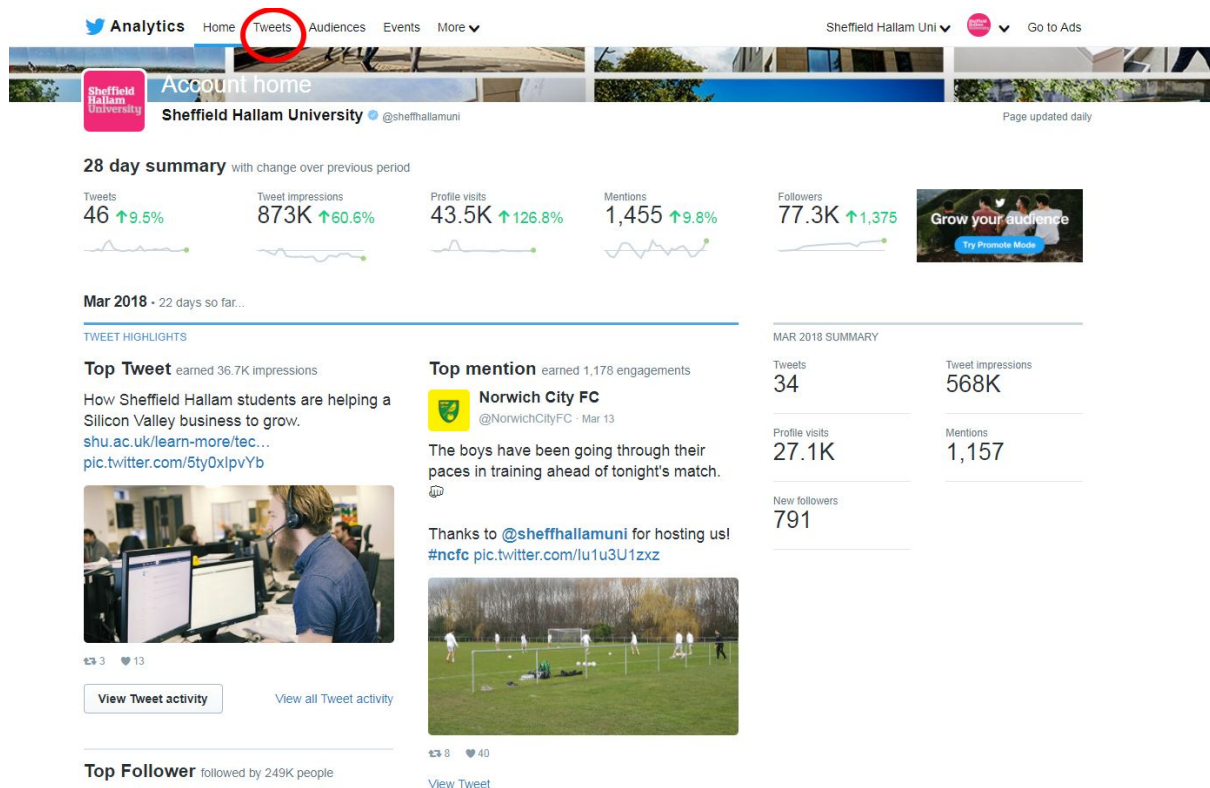 Analytics Home Tweets Audiences Events More Sheffield Hallam Uni Go to Ads
Account home
Sheffield
Hallam
University
Sheffield Hallam University @sheffhallamuni Page updated daily
28 day summary with change over previous period
Tweets
46 ↑9.5%
Tweet impressions
873K ↑60.6%
Profile visits
43.5K ↑126.8%
Mentions
1,455 ↑9.8%
Followers
77.3K ↑1,375
Grow your audience
Try Promote Mode
Mar 2018 • 22 days so far...
TWEET HIGHLIGHTS
Top Tweet earned 36.7K impressions
How Sheffield Hallam students are helping a
Silicon Valley business to grow.
shu.ac.uk/learn-more/tec…
pic.twitter.com/5ty0xIpvYb
3 13
View Tweet activity View all Tweet activity
Top Follower followed by 249K people
Top mention earned 1,178 engagements
Norwich City FC
@NorwichCityFC · Mar 13
The boys have been going through their
paces in training ahead of tonight's match.
👊
Thanks to @sheffhallamuni for hosting us!
#ncfc pic.twitter.com/Iu1u3U1zxz
8 40
View Tweet
MAR 2018 SUMMARY
Tweets
34
Tweet impressions
568K
Profile visits
27.1K
Mentions
1,157
New followers
791